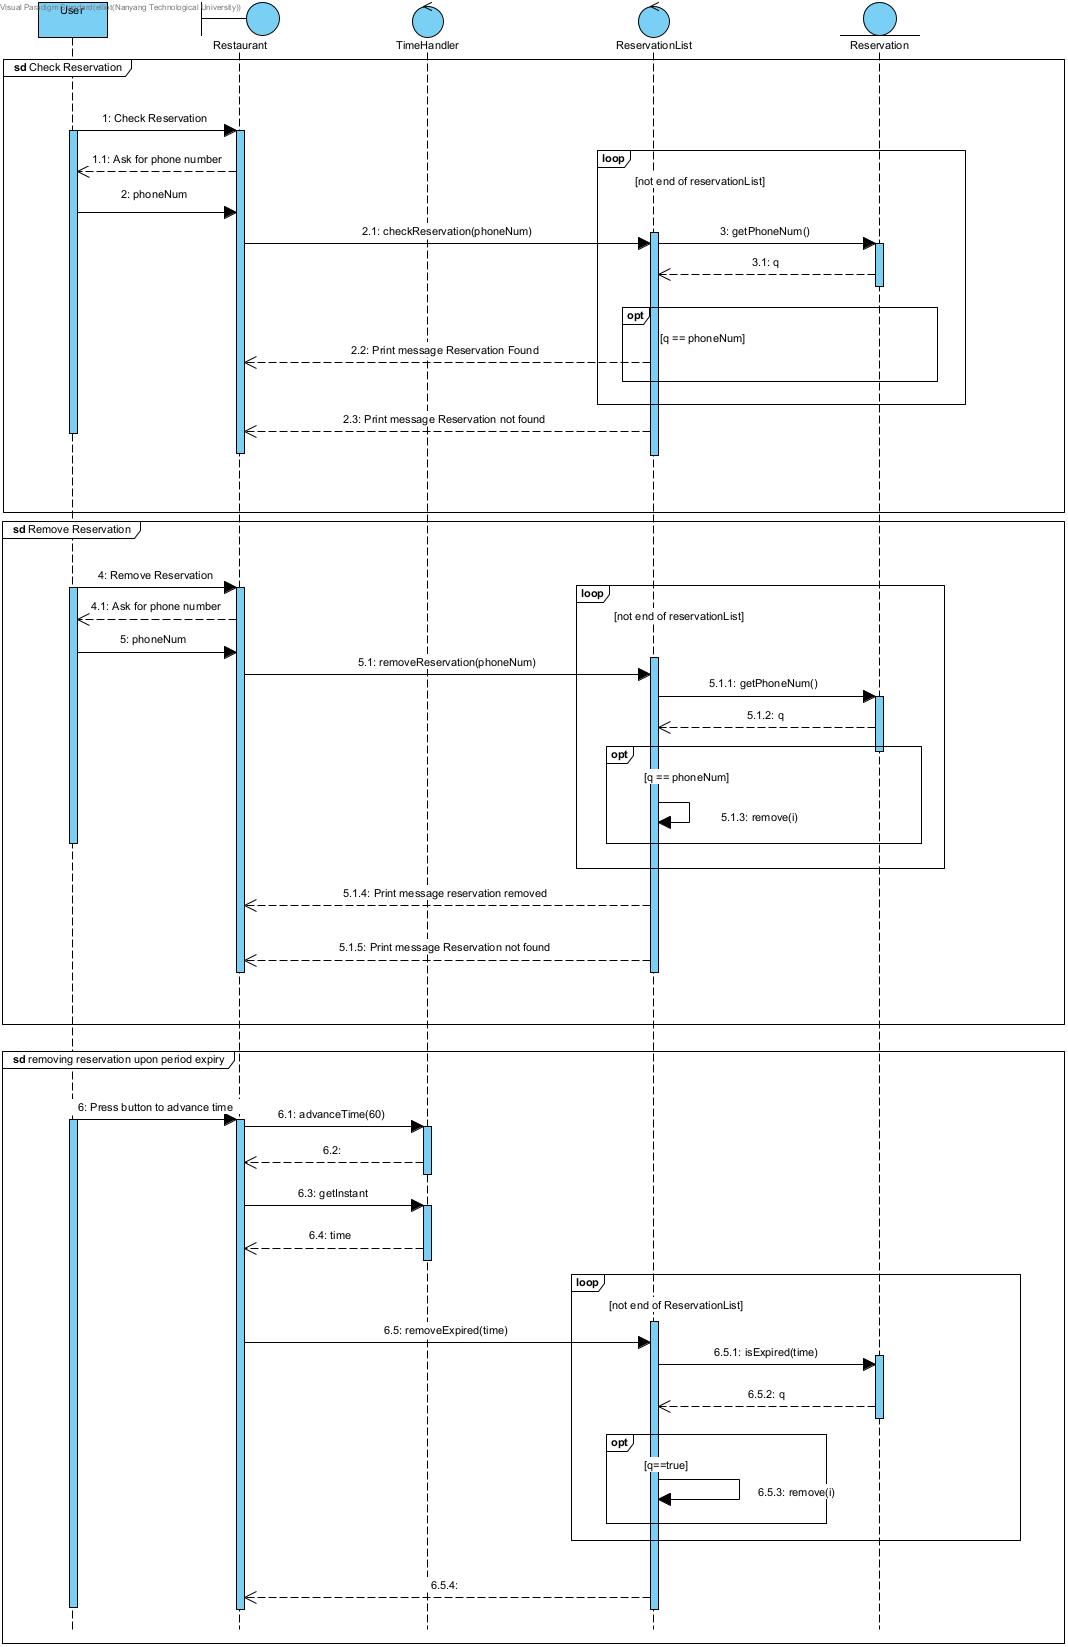 Visual Paradigm Standard(elliot(Nanyang Technological University))
User
Restaurant
TimeHandler
ReservationList
Reservation
sd Check Reservation
1: Check Reservation
1.1: Ask for phone number
loop
[not end of reservationList]
2: phoneNum
2.1: checkReservation(phoneNum)
3: getPhoneNum()
3.1: q
opt
[q == phoneNum]
2.2: Print message Reservation Found
2.3: Print message Reservation not found
sd Remove Reservation
4: Remove Reservation
loop
4.1: Ask for phone number
[not end of reservationList]
5: phoneNum
5.1: removeReservation(phoneNum)
5.1.1: getPhoneNum()
5.1.2: q
opt
[q == phoneNum]
5.1.3: remove(i)
5.1.4: Print message reservation removed
5.1.5: Print message Reservation not found
sd removing reservation upon period expiry
6: Press button to advance time
6.1: advanceTime(60)
6.2:
6.3: getInstant
6.4: time
loop
[not end of ReservationList]
6.5: removeExpired(time)
6.5.1: isExpired(time)
6.5.2: q
opt
[q==true]
6.5.3: remove(i)
6.5.4: